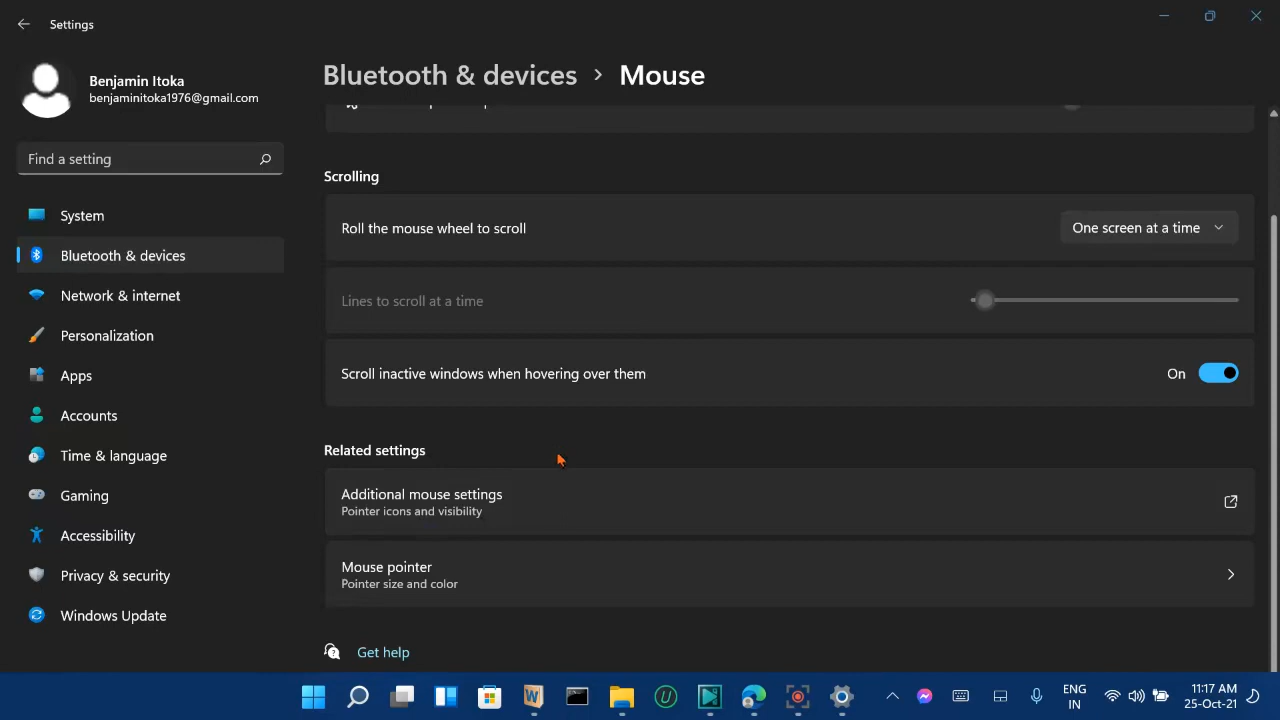 Settings
Benjamin Itoka
benjaminitoka1976@gmail.com
Find a setting
System
Bluetooth & devices
Network & internet
Personalization
Apps
Accounts
Time & language
Gaming
Accessibility
Privacy & security
Windows Update
Bluetooth & devices > Mouse
Scrolling
Roll the mouse wheel to scroll
One screen at a time
Lines to scroll at a time
Scroll inactive windows when hovering over them
On
Related settings
Additional mouse settings
Pointer icons and visibility
Mouse pointer
Pointer size and color
Get help
ENG
IN
11:17 AM
25-Oct-21